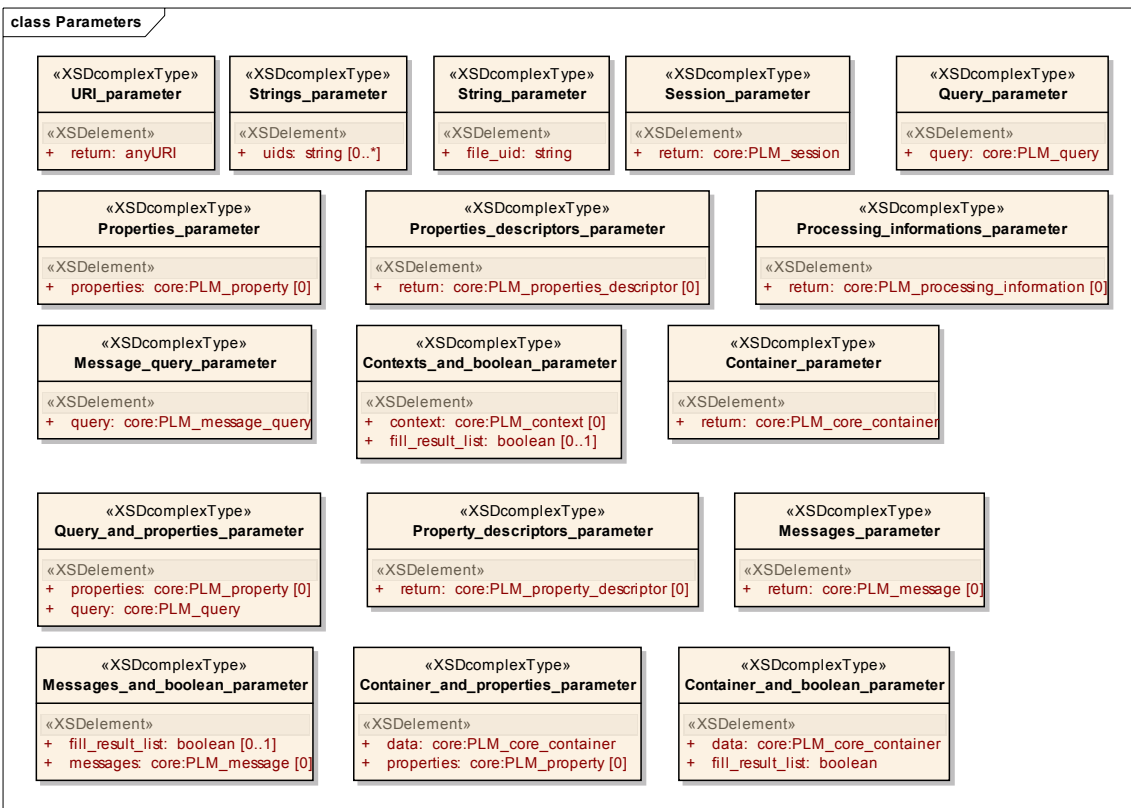 class Parameters
«XSDcomplexType»
URI_parameter
«XSDelement»
+ return: anyURI
«XSDcomplexType»
Strings_parameter
«XSDelement»
+ uids: string [0..*]
«XSDcomplexType»
String_parameter
«XSDelement»
+ file_uid: string
«XSDcomplexType»
Session_parameter
«XSDelement»
+ return: core:PLM_session
«XSDcomplexType»
Query_parameter
«XSDelement»
+ query: core:PLM_query
«XSDcomplexType»
Properties_parameter
«XSDelement»
+ properties: core:PLM_property [0]
«XSDcomplexType»
Properties_descriptors_parameter
«XSDelement»
+ return: core:PLM_properties_descriptor [0]
«XSDcomplexType»
Processing_informations_parameter
«XSDelement»
+ return: core:PLM_processing_information [0]
«XSDcomplexType»
Message_query_parameter
«XSDelement»
+ query: core:PLM_message_query
«XSDcomplexType»
Contexts_and_boolean_parameter
«XSDelement»
+ context: core:PLM_context [0]
+ fill_result_list: boolean [0..1]
«XSDcomplexType»
Container_parameter
«XSDelement»
+ return: core:PLM_core_container
«XSDcomplexType»
Query_and_properties_parameter
«XSDelement»
+ properties: core:PLM_property [0]
+ query: core:PLM_query
«XSDcomplexType»
Property_descriptors_parameter
«XSDelement»
+ return: core:PLM_property_descriptor [0]
«XSDcomplexType»
Messages_parameter
«XSDelement»
+ return: core:PLM_message [0]
«XSDcomplexType»
Messages_and_boolean_parameter
«XSDelement»
+ fill_result_list: boolean [0..1]
+ messages: core:PLM_message [0]
«XSDcomplexType»
Container_and_properties_parameter
«XSDelement»
+ data: core:PLM_core_container
+ properties: core:PLM_property [0]
«XSDcomplexType»
Container_and_boolean_parameter
«XSDelement»
+ data: core:PLM_core_container
+ fill_result_list: boolean